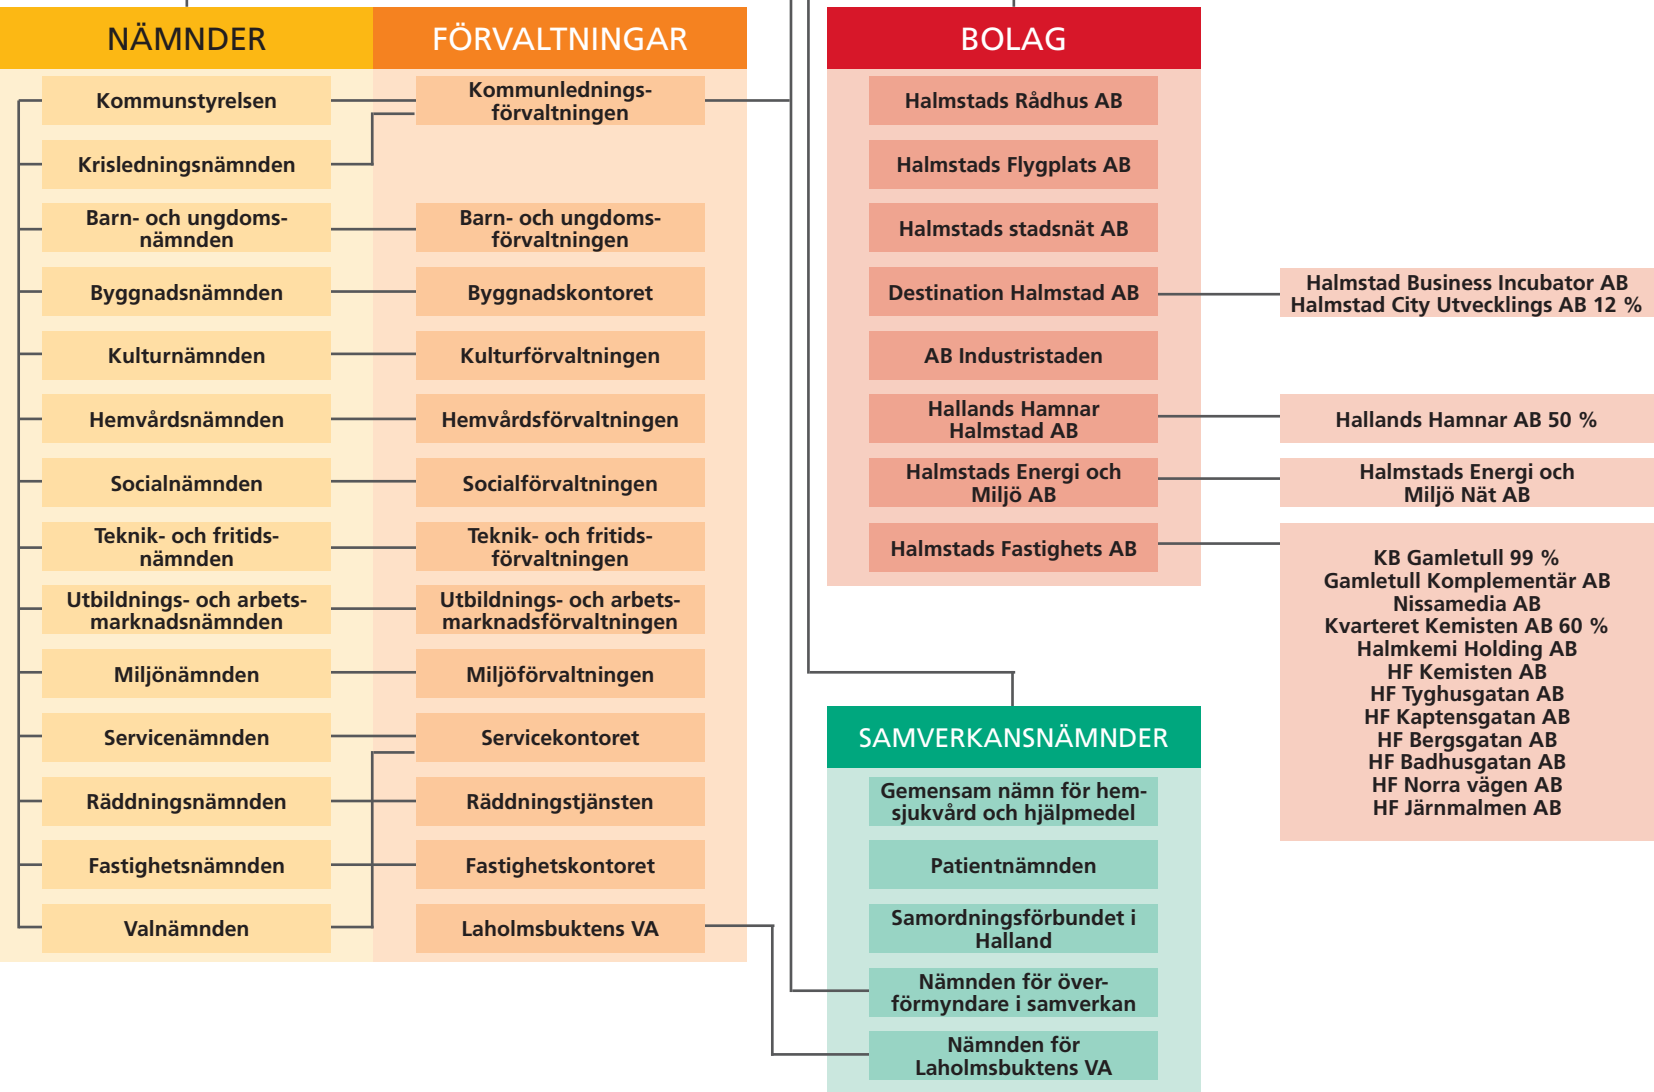 NÄMNDER
Kommunstyrelsen
Krisledningsnämnden
Barn- och ungdoms-
nämnden
Byggnadsnämnden
Kulturnämnden
Hemvårdsnämnden
Socialnämnden
Teknik- och fritids-
nämnden
Utbildnings- och arbets-
marknadsnämnden
Miljönämnden
Servicenämnden
Räddningsnämnden
Fastighetsnämnden
Valnämnden
FÖRVALTNINGAR
Kommunlednings-
förvaltningen
Barn- och ungdoms-
förvaltningen
Byggnadskontoret
Kulturförvaltningen
Hemvårdsförvaltningen
Socialförvaltningen
Teknik- och fritids-
förvaltningen
Utbildnings- och arbets-
marknadsförvaltningen
Miljöförvaltningen
Servicekontoret
Räddningstjänsten
Fastighetskontoret
Laholmsbuktens VA
BOLAG
Halmstads Rådhus AB
Halmstads Flygplats AB
Halmstads stadsnät AB
Destination Halmstad AB
AB Industristaden
Hallands Hamnar
Halmstad AB
Halmstads Energi och
Miljö AB
Halmstads Fastighets AB
Halmstad Business Incubator AB
Halmstad City Utvecklings AB 12 %
Hallands Hamnar AB 50 %
Halmstads Energi och
Miljö Nät AB
KB Gamletull 99 %
Gamletull Komplementär AB
Nissamedia AB
Kvarteret Kemisten AB 60 %
Halmkemi Holding AB
HF Kemisten AB
HF Tyghusgatan AB
HF Kaptensgatan AB
HF Bergsgatan AB
HF Badhusgatan AB
HF Norra vägen AB
HF Järnmalmen AB
SAMVERKANSNÄMNDER
Gemensam nämn för hem-
sjukvård och hjälpmedel
Patientnämnden
Samordningsförbundet i
Halland
Nämnden för över-
förmyndare i samverkan
Nämnden för
Laholmsbuktens VA